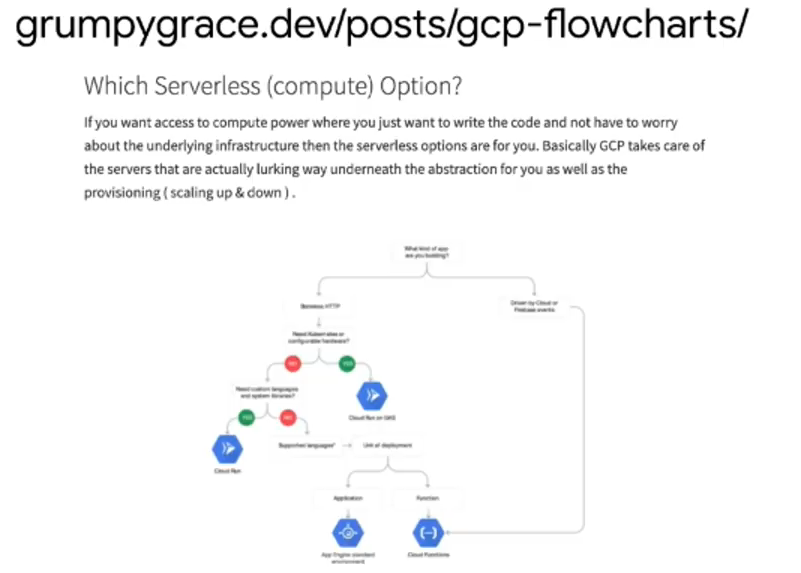 grumpygrace.dev/posts/gcp-flowcharts/
Which Serverless (compute) Option?
If you want access to compute power where you just want to write the code and not have to worry
about the underlying infrastructure then the serverless options are for you. Basically GCP takes care of
the servers that are actually lurking way underneath the abstraction for you as well as the
provisioning ( scaling up & down ) .
What kind of app
are you building?
Stateless HTTP
Driven by Cloud or
Firebase events
Need Kubernetes or
configurable hardware?
NO
YES
Need custom languages
and system libraries?
Cloud Run on GKE
YES
NO
Supported languages*
Unit of deployment
Cloud Run
Application
Function
App Engine standard
environment
Cloud Functions